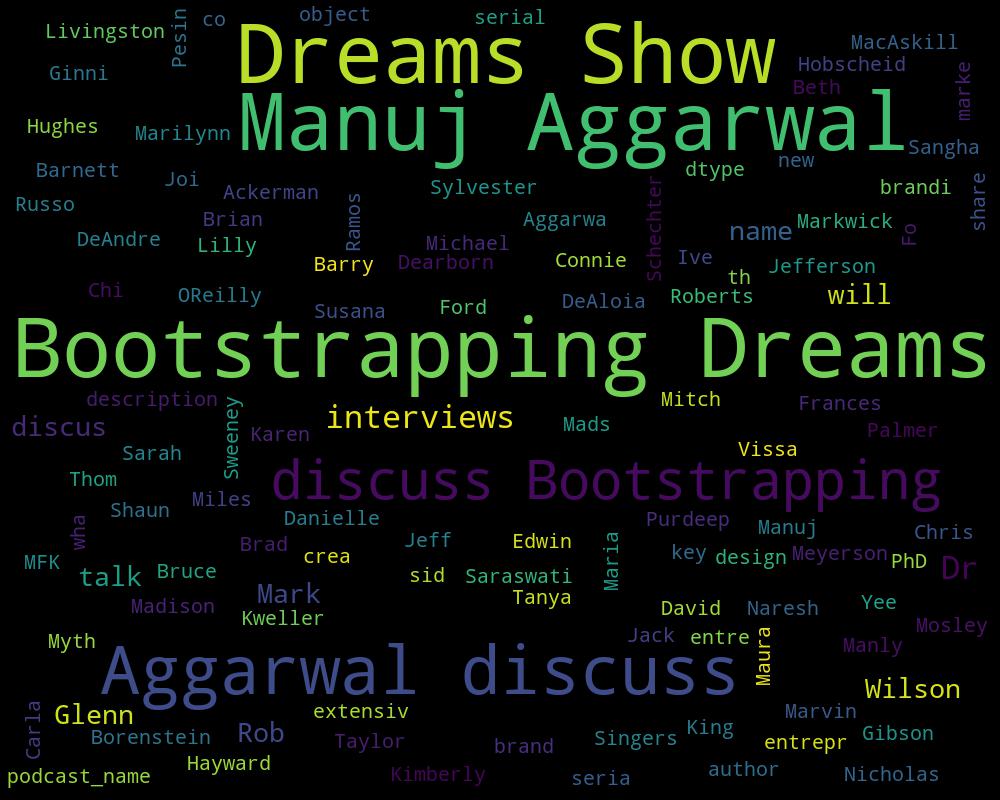 Livingston Pesin co object serial
Dreams Show
MacAskill
Ginni Hobscheid
Beth marke
Manuj Aggarwal
Hughes Marilynn Sangha
Barnett Joi dtype new
Russo Ackerman Sylvester Schechter brandi share
Brian Ramos Aggarwa name Markwick Fo
DeAndre Lilly Michael
Barry Dearborn Connie Ive Jefferson
th
Chi OReilly Susana Ford DeAloia Roberts will
Bootstrapping Dreams
description Mitch Frances
discus Sweeney Karen interviews Mads Palmer
Sarah Vissa
Thom discuss Bootstrapping
Shaun Miles
Danielle Purdeep Manuj Chris
wha Brad Jeff Edwin Maria
MFK crea key design Meyerson PhD Dr
talk Bruce sid Saraswati
Mark Tanya
Madison Kweller David Naresh Yee
Mosley
Myth Jack entre Maura Manly
Aggarwal discuss
Wilson
Carla Glenn extensiv Marvin
Borenstein Rob Taylor brand Singers King entrepr Gibson
Hayward
podcast_name Kimberly seria author Nicholas